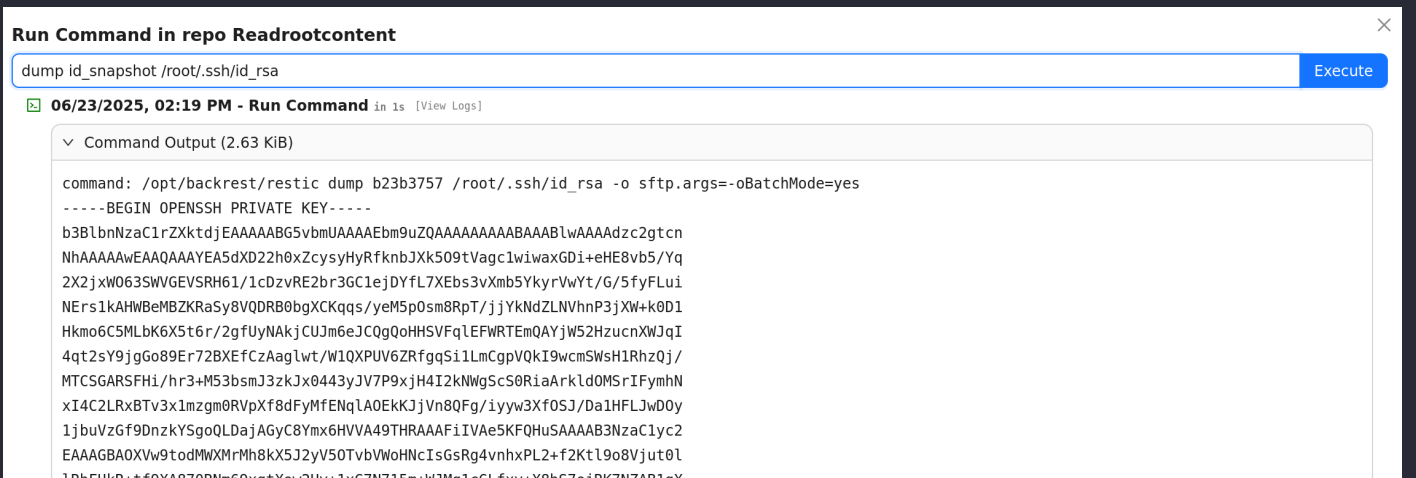 Run Command in repo Readrootcontent
dump id_snapshot /root/.ssh/id_rsa
Execute
06/23/2025, 02:19 PM - Run Command in 1s [View Logs]
Command Output (2.63 KiB)
command: /opt/backrest/restic dump b23b3757 /root/.ssh/id_rsa -o sftp.args=-oBatchMode=yes
-----BEGIN OPENSSH PRIVATE KEY-----
b3BlbnNzaC1rZXktdjEAAAAABG5vbmUAAAAEbm9uZQAAAAAAAAABAAABlwAAAAdzc2gtcn
NhAAAAAwEAAQAAAYEA5dXD22h0xZcysyHyRfknbJXk5O9tVagc1wiwaxGDi+eHE8vb5/Yq
2X2jxWO63SWVGEVSRH61/1cDzvRE2br3GC1ejDYfL7XEbs3vXmb5YkyrVwYt/G/5fyFLui
NErs1kAHWBeMBZKRaSy8VQDRB0bgXCKqqs/yeM5pOsm8RpT/jjYkNdZLNVhnP3jXW+k0D1
Hkmo6C5MLbK6X5t6r/2gfUyNAkjCUJm6eJCQgQoHHSVFqlEFWRTEmQAYjW52HzucnXWJqI
4qt2sY9jgGo89Er72BXEfCzAaglwt/W1QXPUV6ZRfgqSi1LmCgpVQkI9wcmSWsH1RhzQj/
MTCSGARSFHi/hr3+M53bsmJ3zkJx0443yJV7P9xjH4I2kNWgScS0RiaArkldOMSrIFymhN
xI4C2LRxBTv3x1mzgm0RVpXf8dFyMfENqlAOEkKJjVn8QFg/iyyw3XfOSJ/Da1HFLJwDOy
1jbuVzGf9DnzkYSgoQLDajAGyC8Ymx6HVVA49THRAAAFiIVAe5KFQHuSAAAAB3NzaC1yc2
EAAAGBAOXVw9todMWXMrMh8kX5J2yV5OTvbVWoHNcIsGsRg4vnhxPL2+f2Ktl9o8Vjut0l